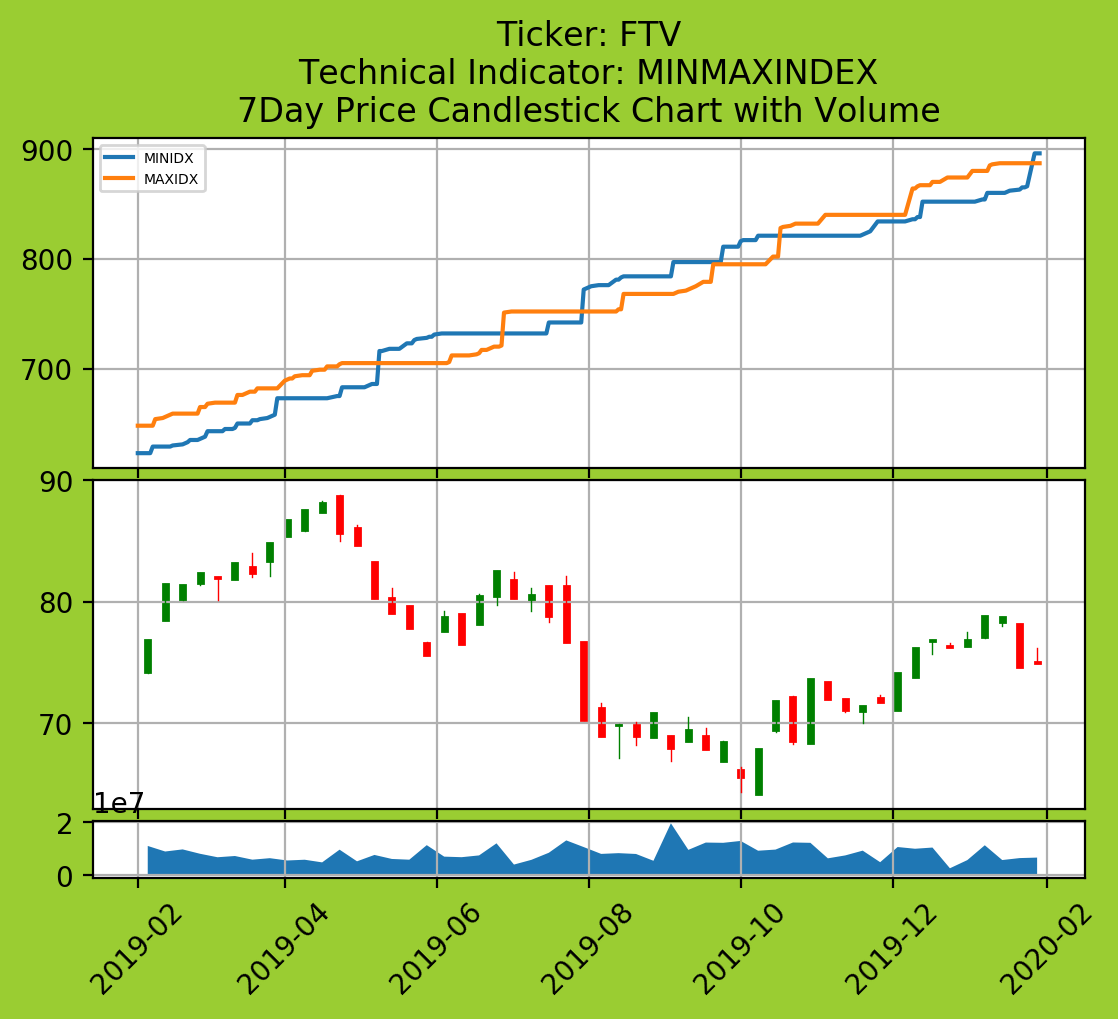 Ticker: FTV
Technical Indicator: MINMAXINDEX
7Day Price Candlestick Chart with Volume
900
MINIDX
MAXIDX
800
700
90
80
70
1e7
2
0
2019-02
2019-04
2019-06
2019-08
2019-10
2019-12
2020-02